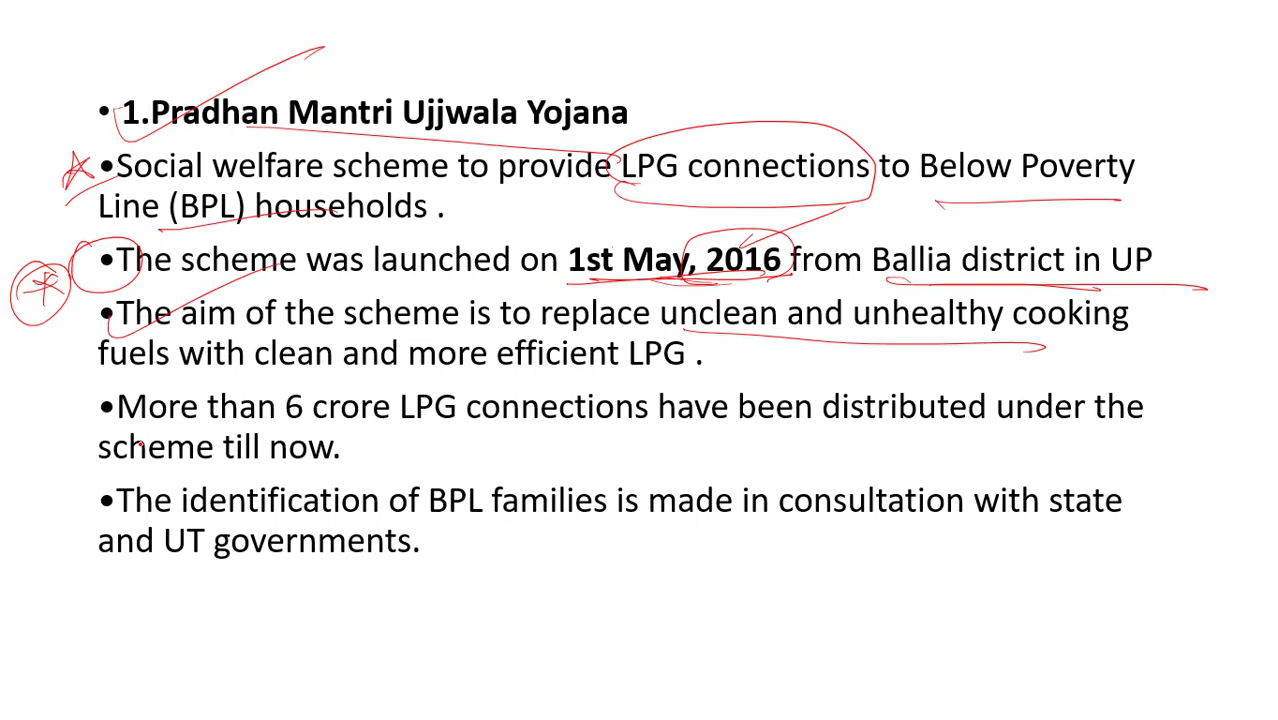 • 1.Pradhan Mantri Ujjwala Yojana
•Social welfare scheme to provide LPG connections to Below Poverty
Line (BPL) households .
•The scheme was launched on 1st May, 2016 from Ballia district in UP
•The aim of the scheme is to replace unclean and unhealthy cooking
fuels with clean and more efficient LPG .
•More than 6 crore LPG connections have been distributed under the
scheme till now.
•The identification of BPL families is made in consultation with state
and UT governments.